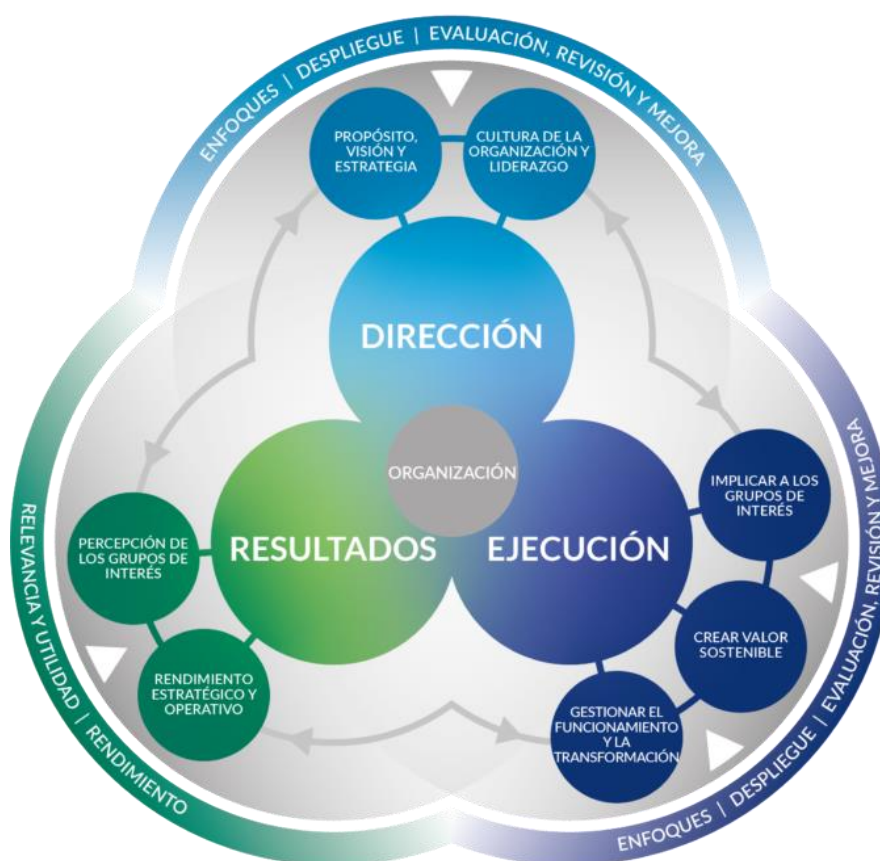 ENFOQUES | DESPLIEGUE | EVALUACIÓN, REVISIÓN Y MEJORA
PROPÓSITO,
VISIÓN Y
ESTRATEGIA
CULTURA DE LA
ORGANIZACIÓN Y
LIDERAZGO
DIRECCIÓN
ORGANIZACIÓN
RESULTADOS
EJECUCIÓN
IMPLICAR A LOS
GRUPOS DE
INTERÉS
CREAR VALOR
SOSTENIBLE
GESTIONAR EL
FUNCIONAMIENTO
Y LA
TRANSFORMACIÓN
ENFOQUES | DESPLIEGUE | EVALUACIÓN, REVISIÓN Y MEJORA
PERCEPCIÓN DE
LOS GRUPOS DE
INTERÉS
RENDIMIENTO
ESTRATÉGICO Y
OPERATIVO
RELEVANCIA Y UTILIDAD | RENDIMIENTO